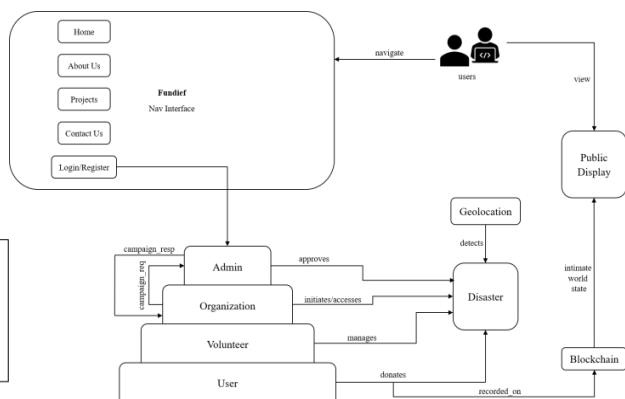 Home
About Us
Projects
Contact Us
Login/Register
Fundief
Nav Interface
navigate
users
view
Public
Display
Geolocation
detects
Disaster
intimate
world
state
Blockchain
campaign_resp
campaign_req
Admin
approves
Organization
initiates/accesses
Volunteer
manages
User
donates
recorded_on